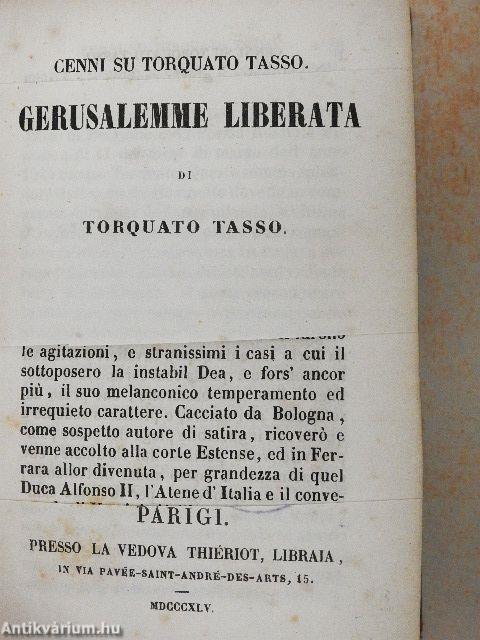 CENNI SU TORQUATO TASSO.
GERUSALEMME LIBERATA
DI
TORQUATO TASSO.
le agitazioni, e stranissimi i casi a cui il
sottoposero la instabil Dea, e fors' ancor
più, il suo melanconico temperamento ed
irrequieto carattere. Cacciato da Bologna,
come sospetto autore di satira, ricoverò e
venne accolto alla corte Estense, ed in Fer-
rara allor divenuta, per grandezza di quel
Duca Alfonso II, l'Atene d'Italia e il conve-
PARIGI.
PRESSO LA VEDOVA THIÉRIOT, LIBRAIA,
IN VIA PAVÉE-SAINT-ANDRÉ-DES-ARTS, 15.
MDCCCXLV.
Antikvárium.hu